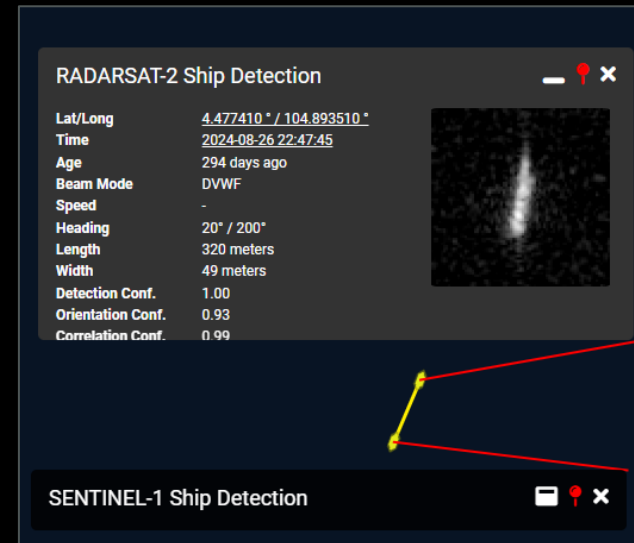 RADARSAT-2 Ship Detection
Lat/Long 4.477410 ° / 104.893510 °
Time 2024-08-26 22:47:45
Age 294 days ago
Beam Mode DVWF
Speed -
Heading 20° / 200°
Length 320 meters
Width 49 meters
Detection Conf. 1.00
Orientation Conf. 0.93
Correlation Conf. 0.99
SENTINEL-1 Ship Detection